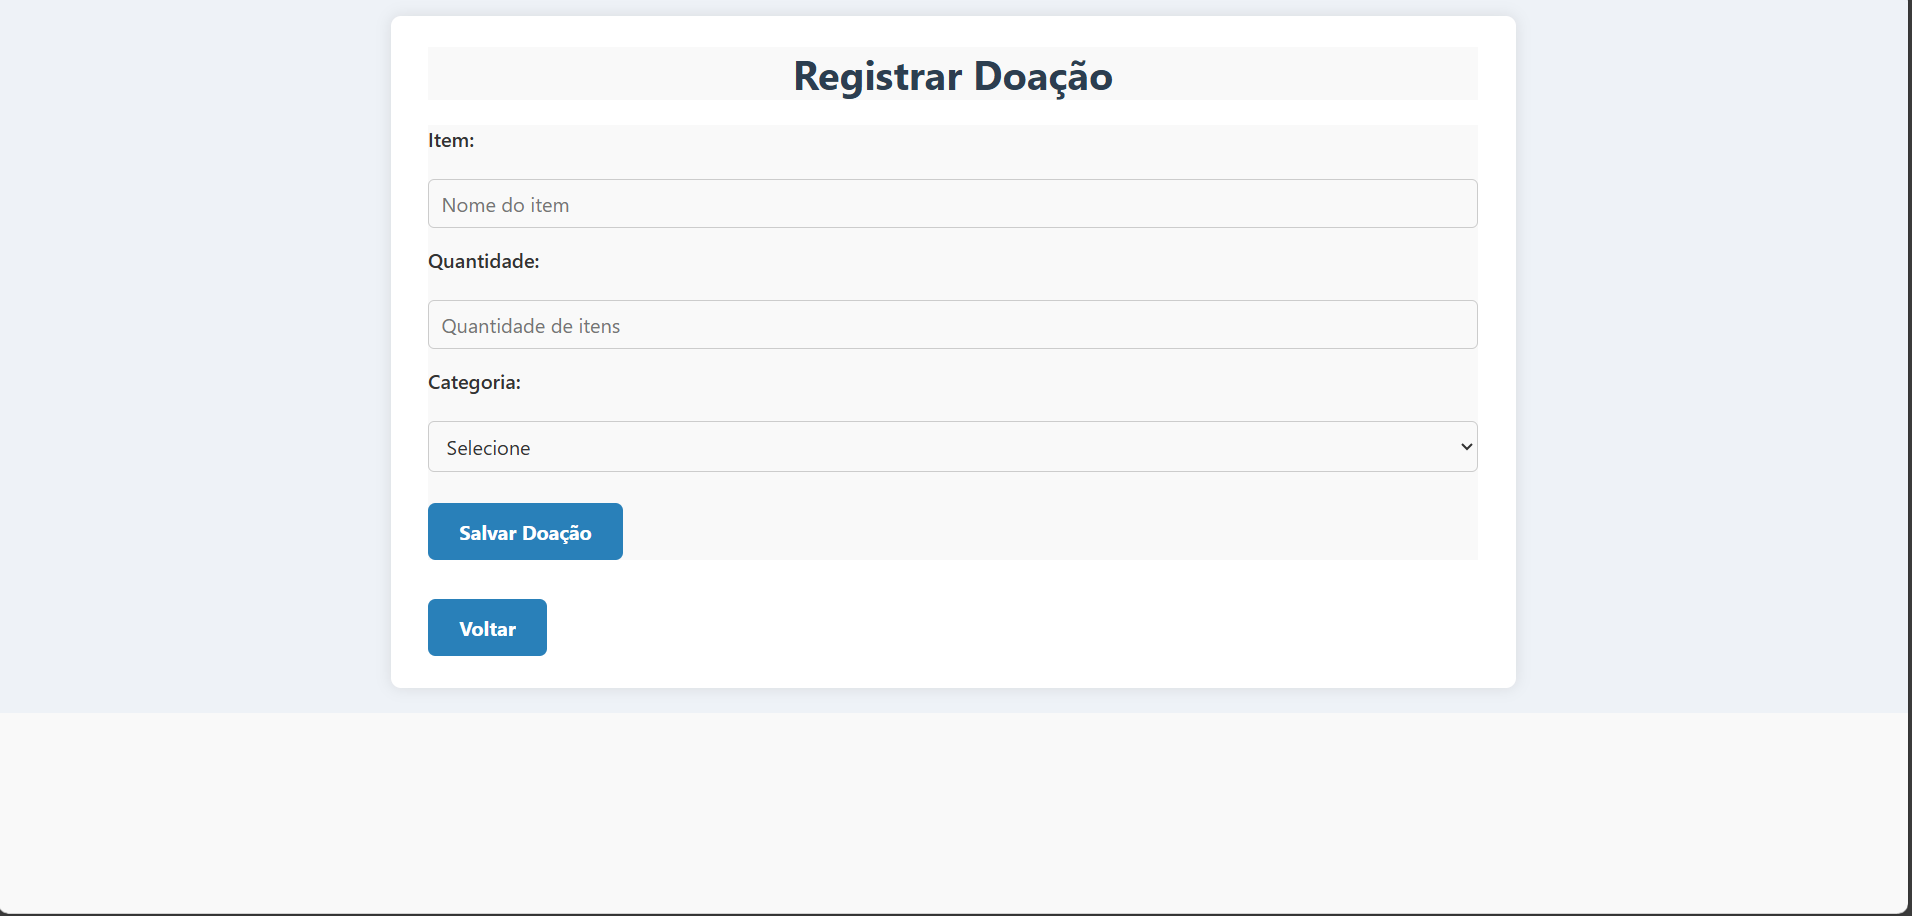 Registrar Doação
Item:
Nome do item
Quantidade:
Quantidade de itens
Categoria:
Selecione
Salvar Doação
Voltar